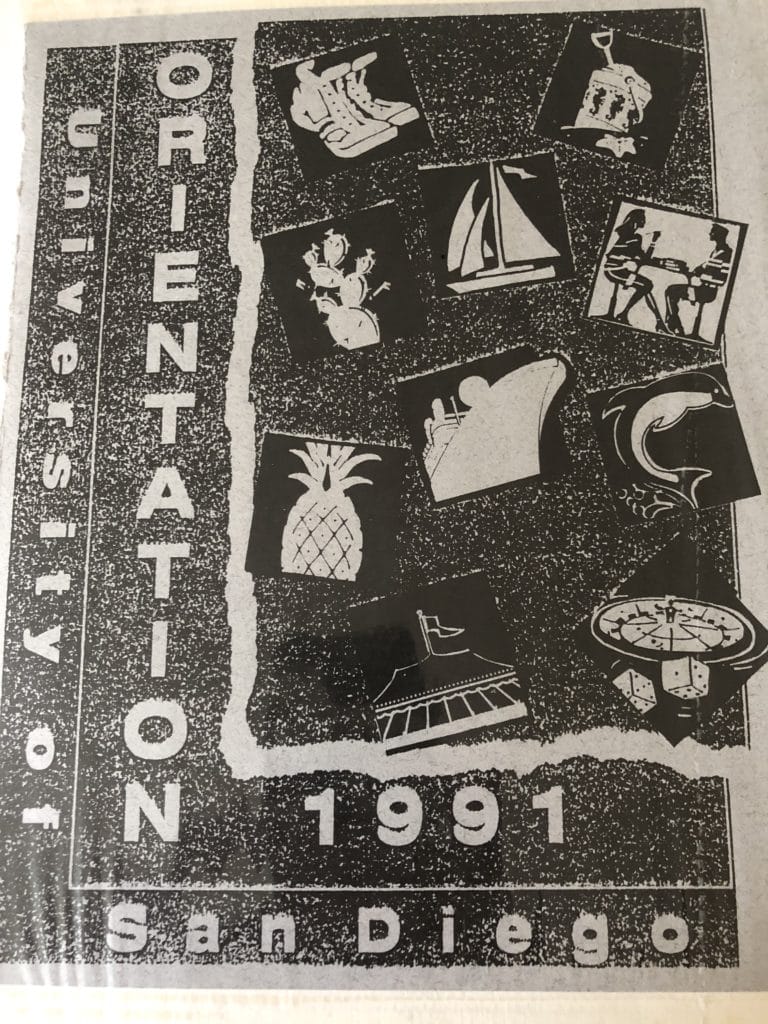 University of
ORIENTATION
1991
San Diego